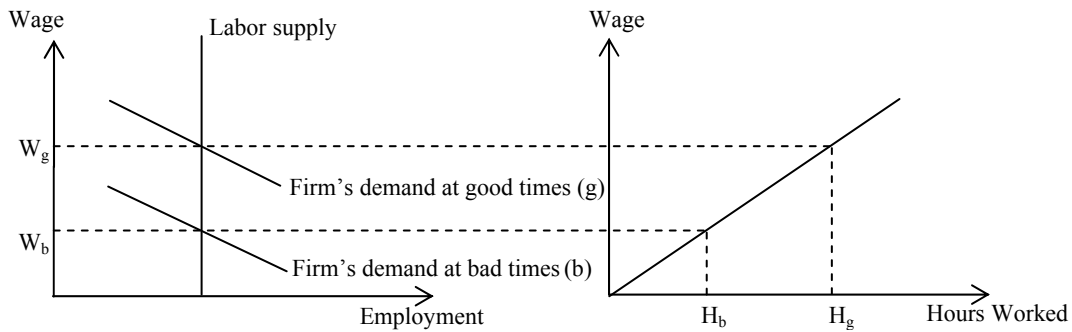 Wage
Labor supply
W_g
Firm's demand at good times (g)
W_b
Firm's demand at bad times (b)
Employment
Wage
H_b
H_g
Hours Worked